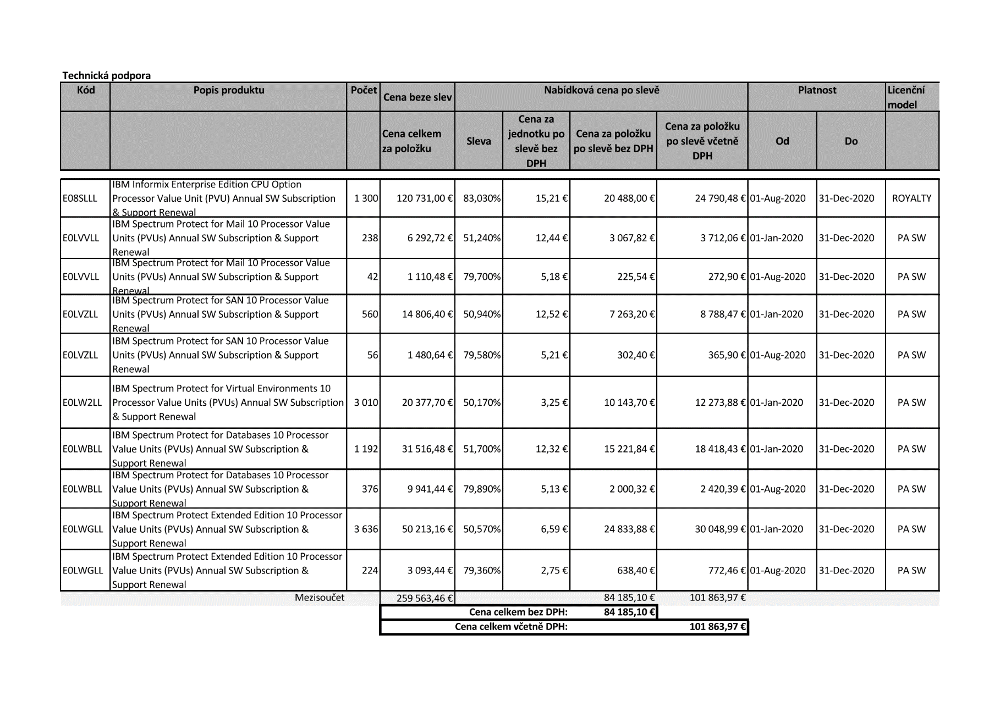 Technická podpora
Kód Popis produktu Počet Cena beze slev Nabídková cena po slevě Platnost Licenční model
Cena celkem za položku Sleva Cena za jednotku po slevě bez DPH Cena za položku po slevě bez DPH Cena za položku po slevě včetně DPH Od Do
IBM Informix Enterprise Edition CPU Option
E08SLLL Processor Value Unit (PVU) Annual SW Subscription 1 300 120 731,00 € 83,030% 15,21 € 20 488,00 € 24 790,48 € 01-Aug-2020 31-Dec-2020 ROYALTY
& Support Renewal
IBM Spectrum Protect for Mail 10 Processor Value
E0LVVLL Units (PVUs) Annual SW Subscription & Support 238 6 292,72 € 51,240% 12,44 € 3 067,82 € 3 712,06 € 01-Jan-2020 31-Dec-2020 PA SW
Renewal
IBM Spectrum Protect for Mail 10 Processor Value
E0LVVLL Units (PVUs) Annual SW Subscription & Support 42 1 110,48 € 79,700% 5,18 € 225,54 € 272,90 € 01-Aug-2020 31-Dec-2020 PA SW
Renewal
IBM Spectrum Protect for SAN 10 Processor Value
E0LVZLL Units (PVUs) Annual SW Subscription & Support 560 14 806,40 € 50,940% 12,52 € 7 263,20 € 8 788,47 € 01-Jan-2020 31-Dec-2020 PA SW
Renewal
IBM Spectrum Protect for SAN 10 Processor Value
E0LVZLL Units (PVUs) Annual SW Subscription & Support 56 1 480,64 € 79,580% 5,21 € 302,40 € 365,90 € 01-Aug-2020 31-Dec-2020 PA SW
Renewal
IBM Spectrum Protect for Virtual Environments 10
E0LW2LL Processor Value Units (PVUs) Annual SW Subscription 3 010 20 377,70 € 50,170% 3,25 € 10 143,70 € 12 273,88 € 01-Jan-2020 31-Dec-2020 PA SW
& Support Renewal
IBM Spectrum Protect for Databases 10 Processor
E0LWBLL Value Units (PVUs) Annual SW Subscription & 1 192 31 516,48 € 51,700% 12,32 € 15 221,84 € 18 418,43 € 01-Jan-2020 31-Dec-2020 PA SW
Support Renewal
IBM Spectrum Protect for Databases 10 Processor
E0LWBLL Value Units (PVUs) Annual SW Subscription & 376 9 941,44 € 79,890% 5,13 € 2 000,32 € 2 420,39 € 01-Aug-2020 31-Dec-2020 PA SW
Support Renewal
IBM Spectrum Protect Extended Edition 10 Processor
E0LWGLL Value Units (PVUs) Annual SW Subscription & 3 636 50 213,16 € 50,570% 6,59 € 24 833,88 € 30 048,99 € 01-Jan-2020 31-Dec-2020 PA SW
Support Renewal
IBM Spectrum Protect Extended Edition 10 Processor
E0LWGLL Value Units (PVUs) Annual SW Subscription & 224 3 093,44 € 79,360% 2,75 € 638,40 € 772,46 € 01-Aug-2020 31-Dec-2020 PA SW
Support Renewal
Mezisoučet 259 563,46 € 84 185,10 € 101 863,97 €
Cena celkem bez DPH: 84 185,10 €
Cena celkem včetně DPH: 101 863,97 €